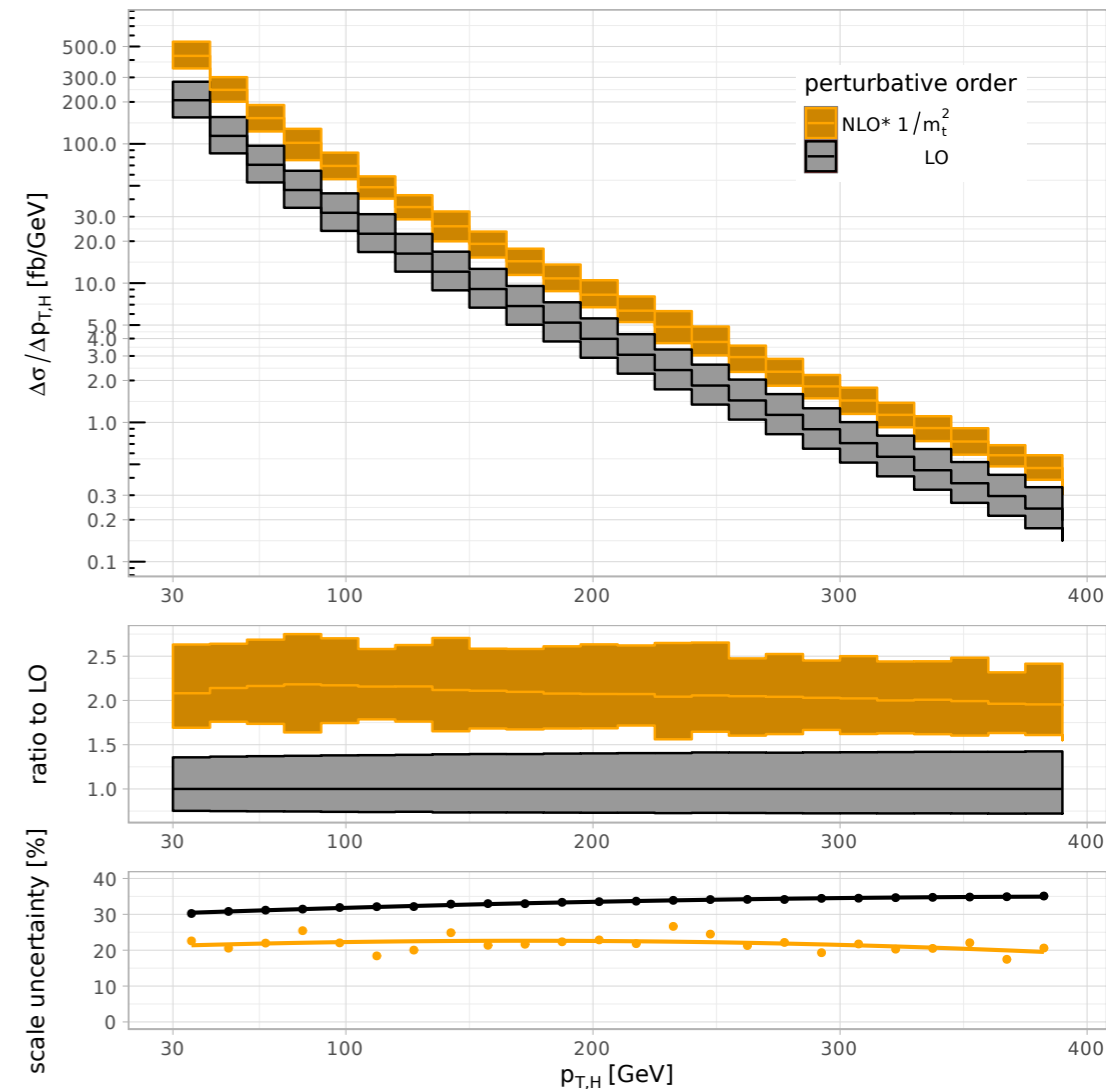 Δσ/Δp_T,H [fb/GeV]
500.0
300.0
200.0
100.0
30.0
20.0
10.0
5.0
4.0
3.0
2.0
1.0
0.3
0.2
0.1
perturbative order
NLO* 1/m_t^2
LO
30 100 200 300 400
ratio to LO
2.5
2.0
1.5
1.0
30 100 200 300 400
scale uncertainty [%]
40
30
20
10
0
30 100 200 300 400
p_T,H [GeV]